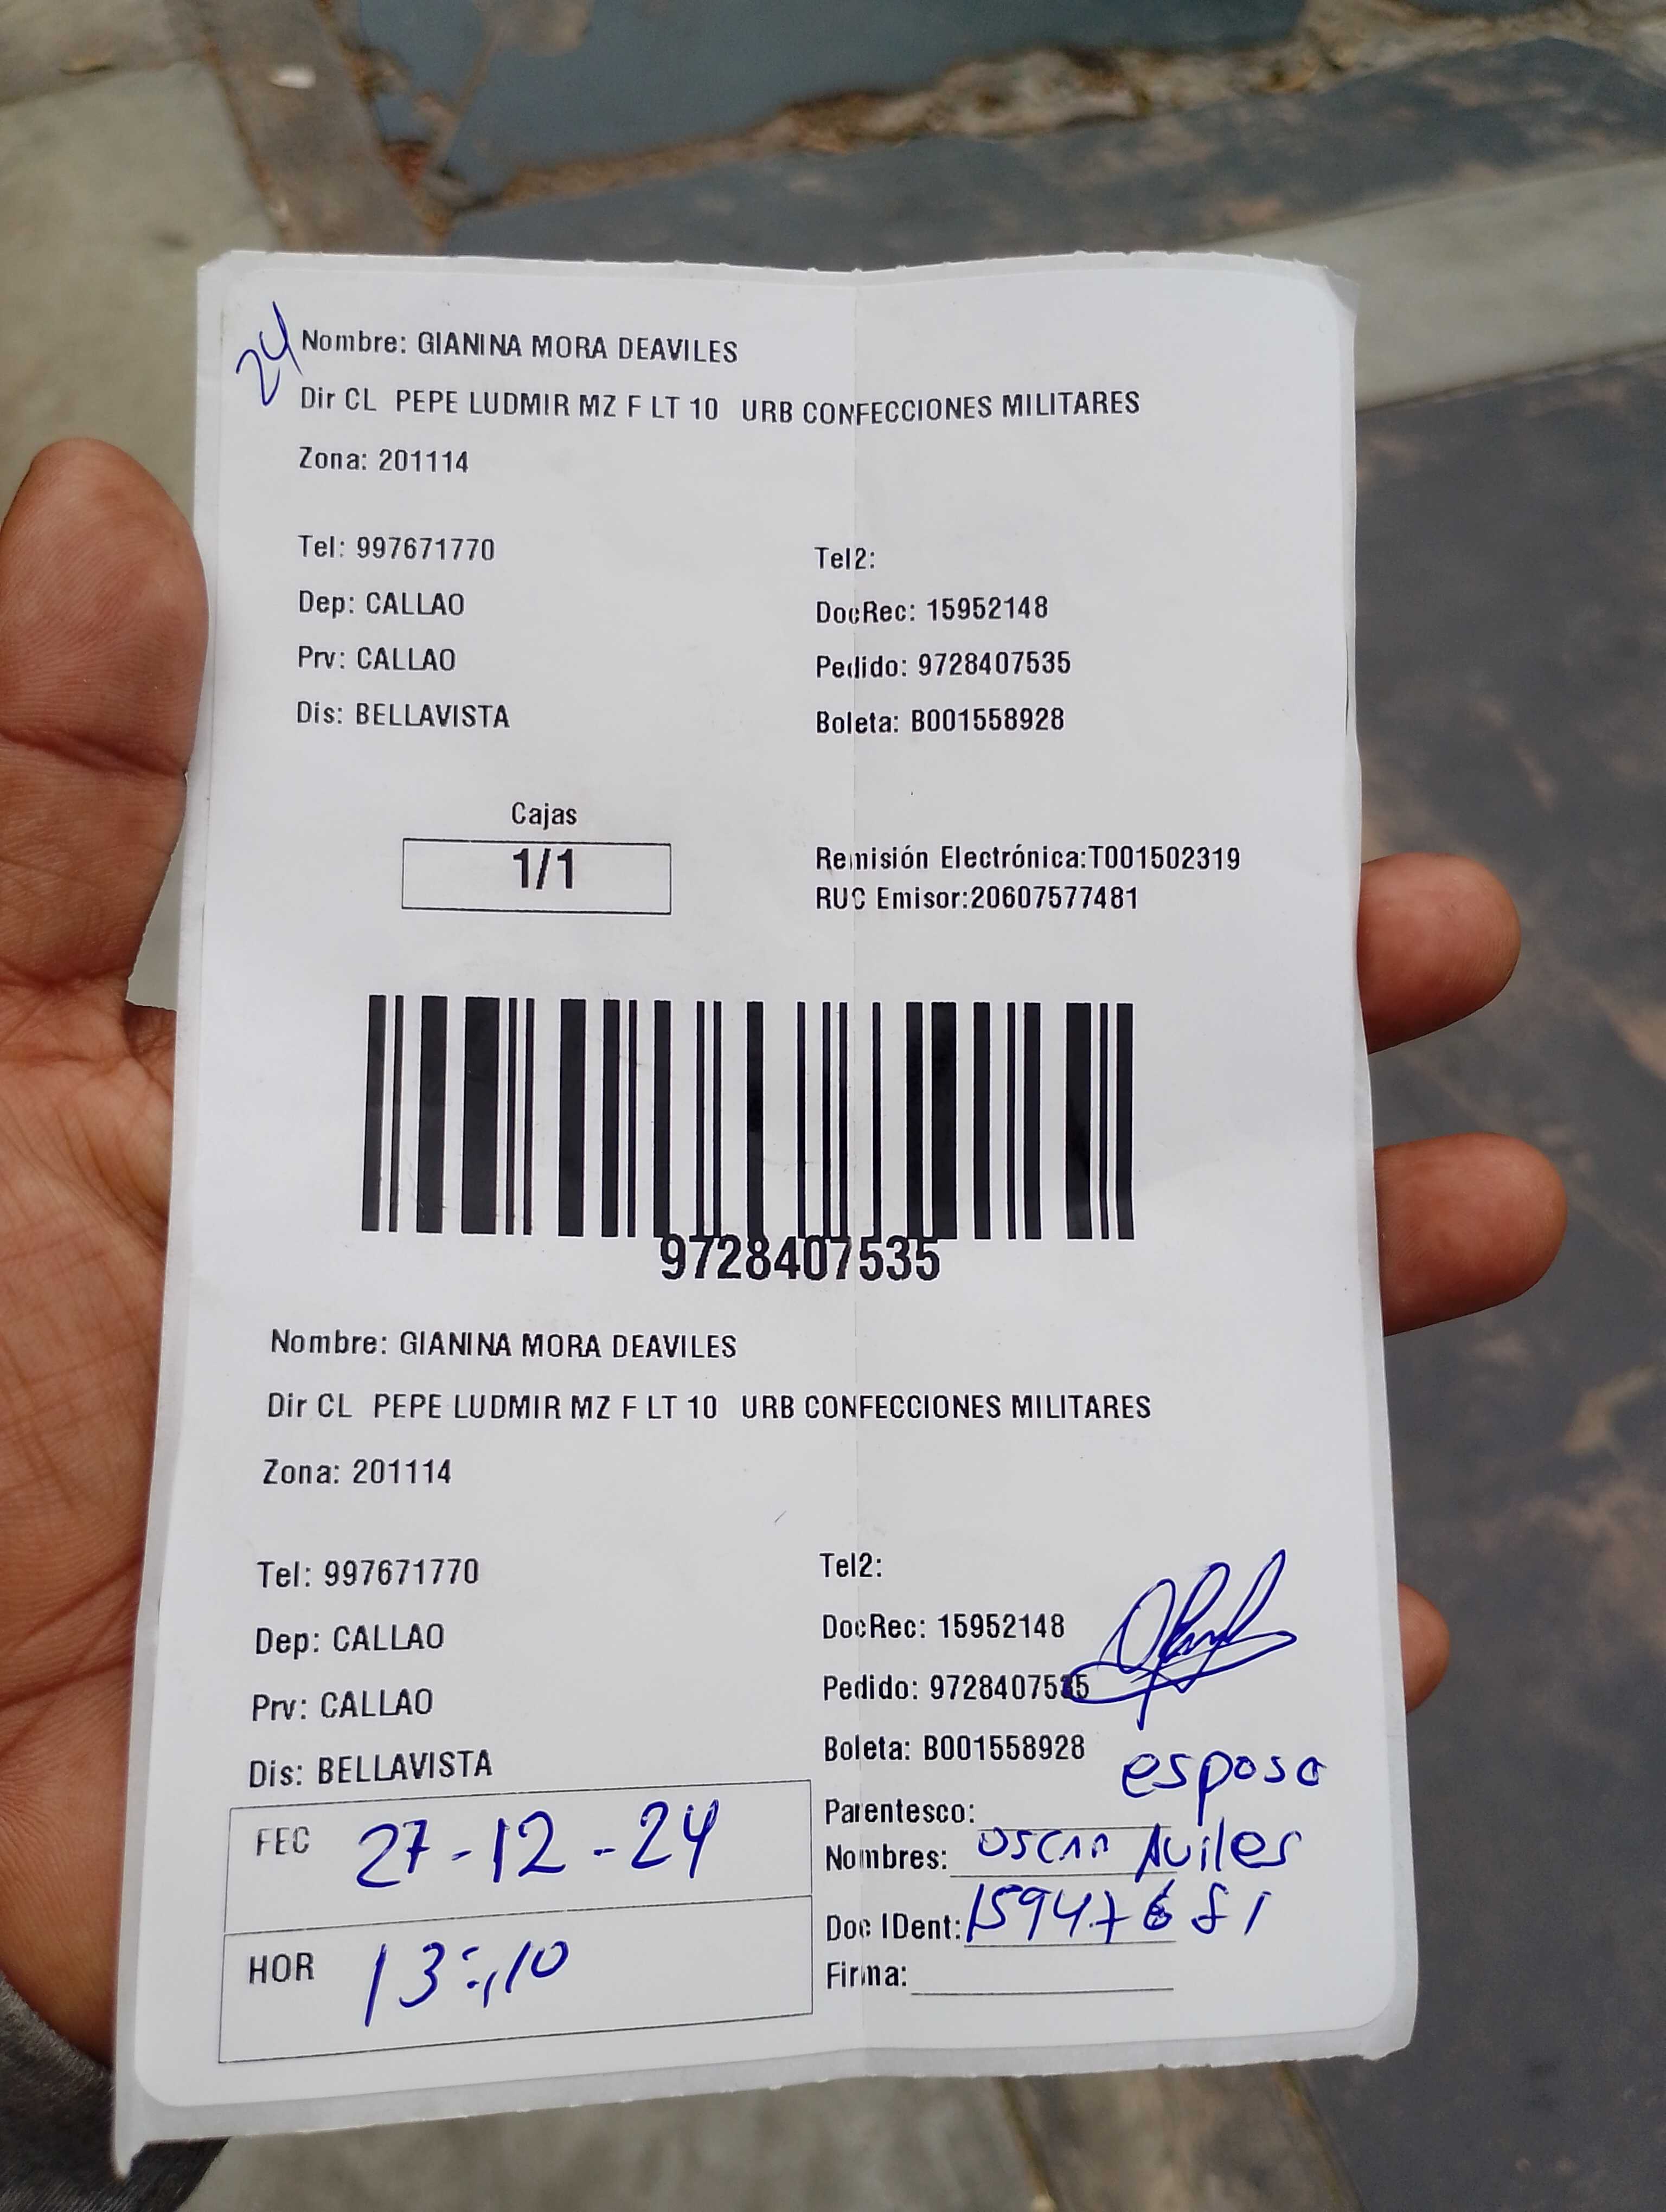 24
Nombre: GIANINA MORA DEAVILES
Dir CL PEPE LUDMIR MZ F LT 10 URB CONFECCIONES MILITARES
Zona: 201114
Tel: 997671770
Tel2:
Dep: CALLAO
DocRec: 15952148
Prv: CALLAO
Pedido: 9728407535
Dis: BELLAVISTA
Boleta: B001558928
Cajas
1/1
Remisión Electrónica:T001502319
RUC Emisor:20607577481
9728407535
Nombre: GIANINA MORA DEAVILES
Dir CL PEPE LUDMIR MZ F LT 10 URB CONFECCIONES MILITARES
Zona: 201114
Tel: 997671770
Tel2:
Dep: CALLAO
DocRec: 15952148
Prv: CALLAO
Pedido: 9728407535
Dis: BELLAVISTA
Boleta: B001558928
esposo
FEC 27-12-24
Parentesco:
Nombres: OSCAR Aviles
Doc IDent: 15947681
HOR 13:10
Firma: